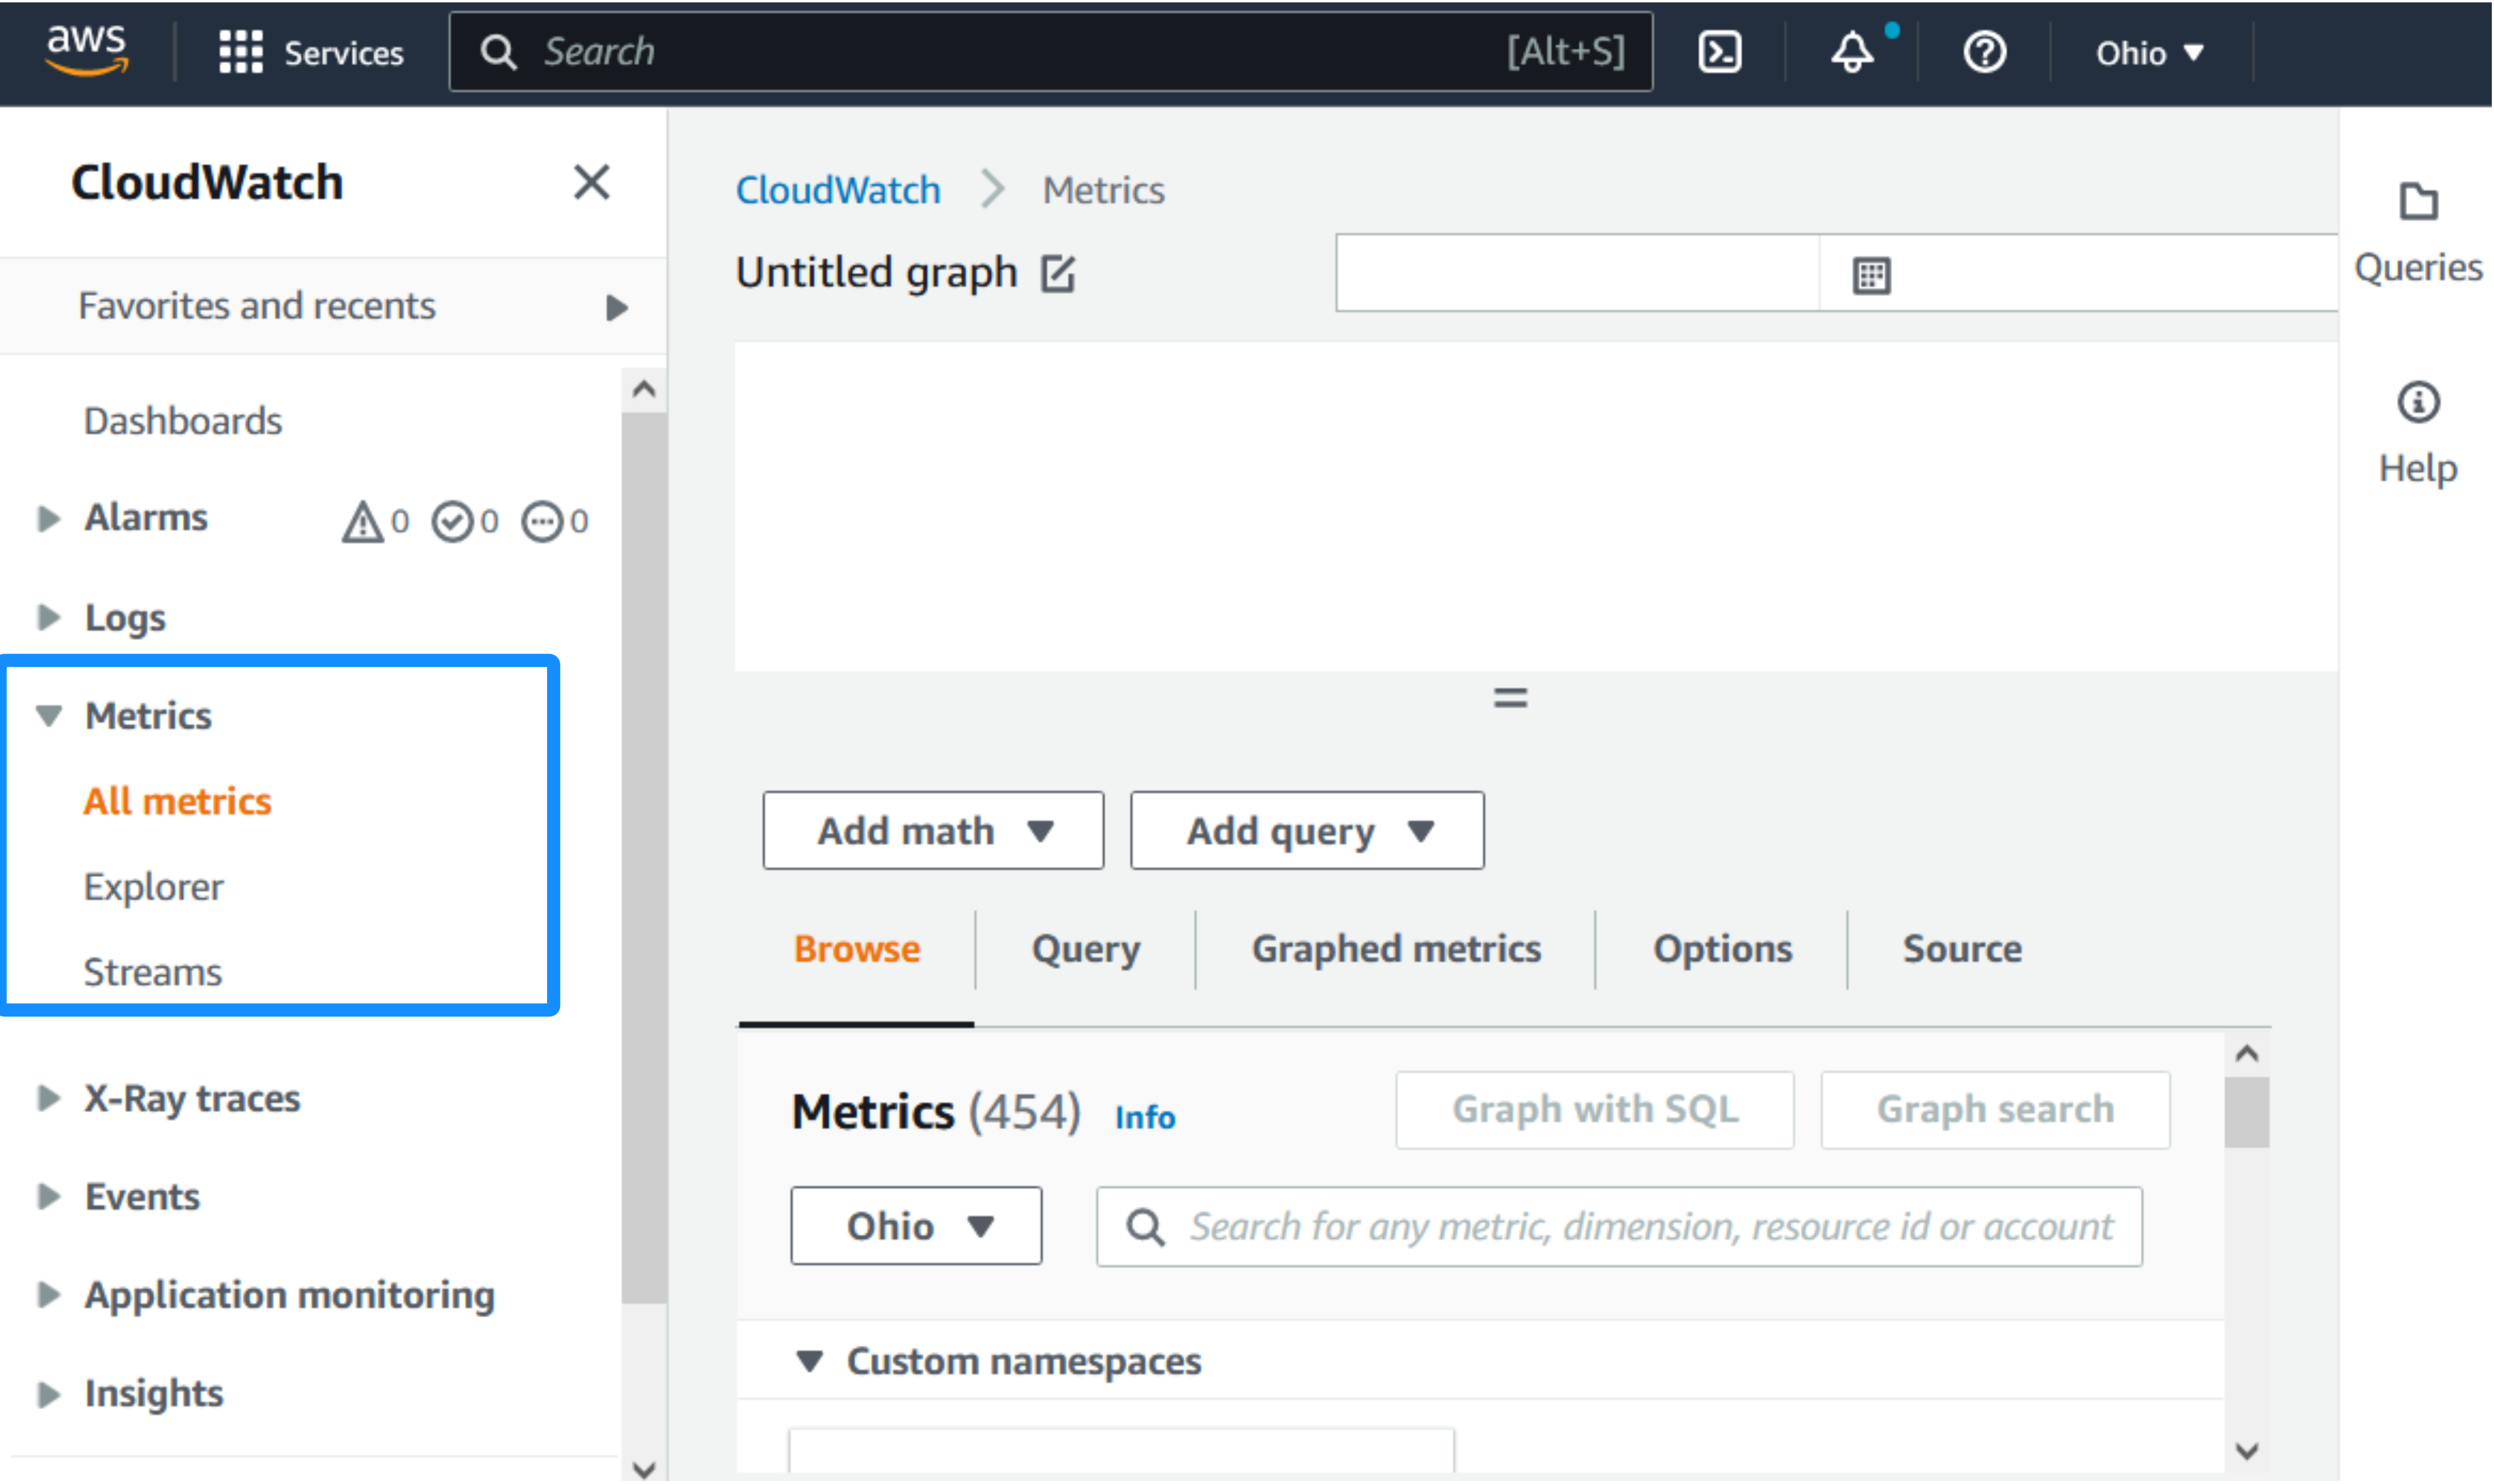 aws
Services
Search
[Alt+S]
Ohio
CloudWatch
Favorites and recents
Dashboards
Alarms
0 0 0
Logs
Metrics
All metrics
Explorer
Streams
X-Ray traces
Events
Application monitoring
Insights
CloudWatch Metrics
Untitled graph
Add math
Add query
Browse
Query
Graphed metrics
Options
Source
Metrics (454) Info
Graph with SQL
Graph search
Ohio
Search for any metric, dimension, resource id or account
Custom namespaces
Queries
Help